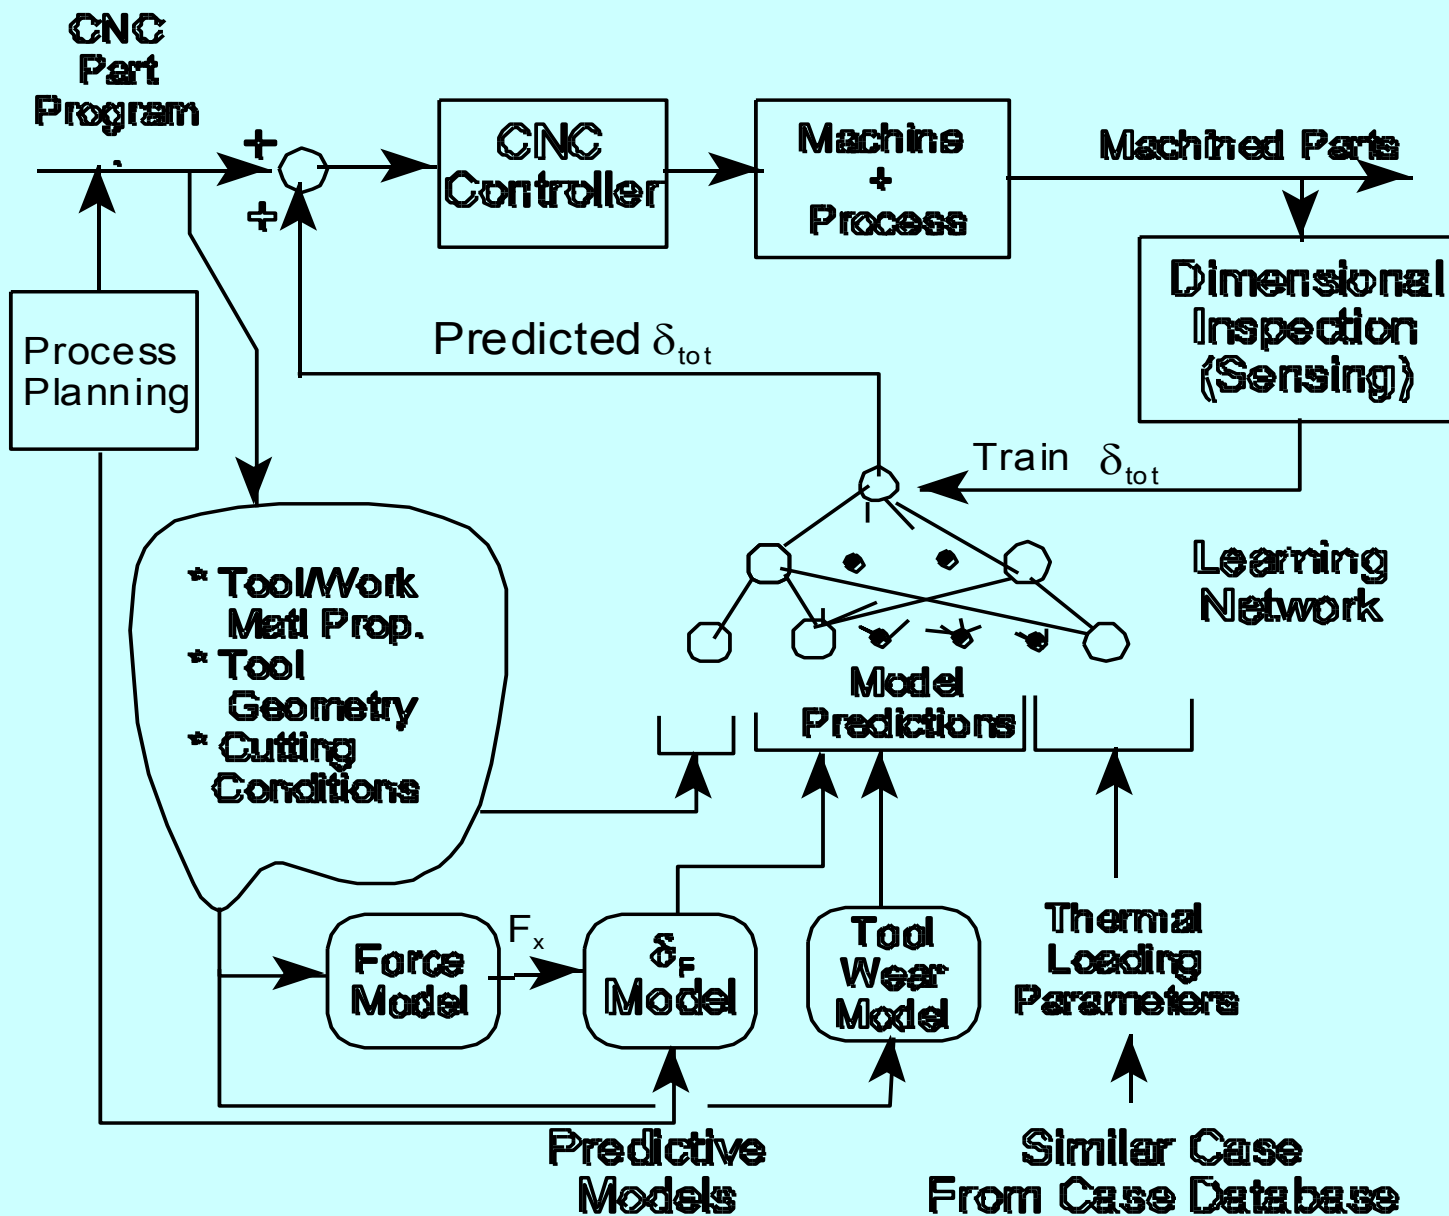 CNC
Part
Program
+
+
CNC
Controller
Machine
+
Process
Machined Parts
Dimensional
Inspection
(Sensing)
Process
Planning
Predicted δtot
Train δtot
Learning
Network
* Tool/Work
Matl Prop.
* Tool
Geometry
* Cutting
Conditions
Model
Predictions
Force
Model
Fx
δF
Model
Tool
Wear
Model
Thermal
Loading
Parameters
Predictive
Models
Similar Case
From Case Database